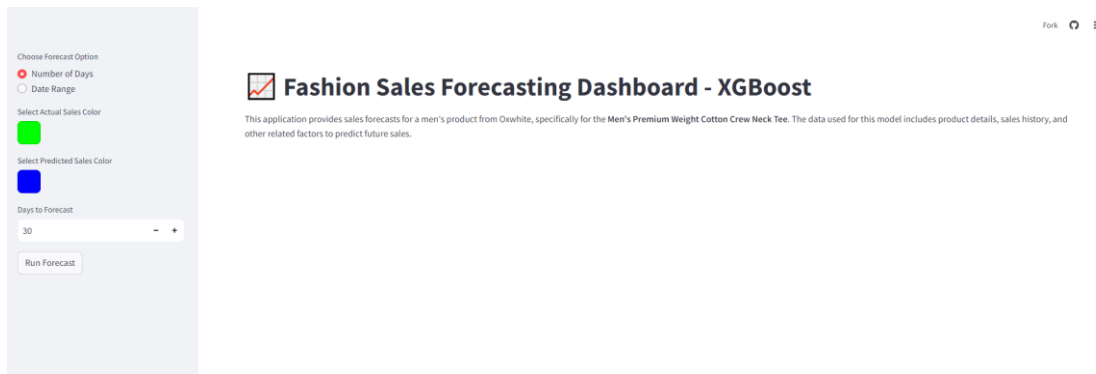 Fork
Choose Forecast Option
Number of Days
Date Range
Select Actual Sales Color
Select Predicted Sales Color
Days to Forecast
30 - +
Run Forecast
Fashion Sales Forecasting Dashboard - XGBoost
This application provides sales forecasts for a men's product from Oxwhite, specifically for the Men's Premium Weight Cotton Crew Neck Tee. The data used for this model includes product details, sales history, and
other related factors to predict future sales.